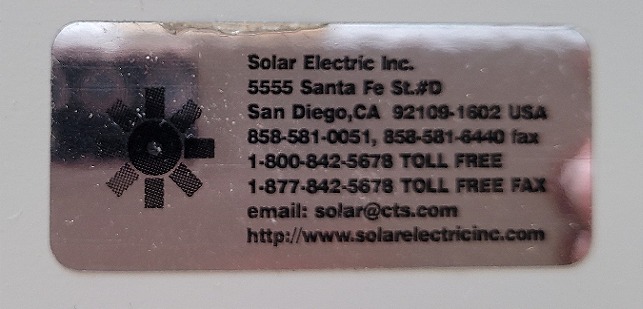 Solar Electric Inc.
5555 Santa Fe St.#D
San Diego,CA 92109-1602 USA
858-581-0051, 858-581-6440 fax
1-800-842-5678 TOLL FREE
1-877-842-5678 TOLL FREE FAX
email: solar@cts.com
http://www.solarelectricinc.com